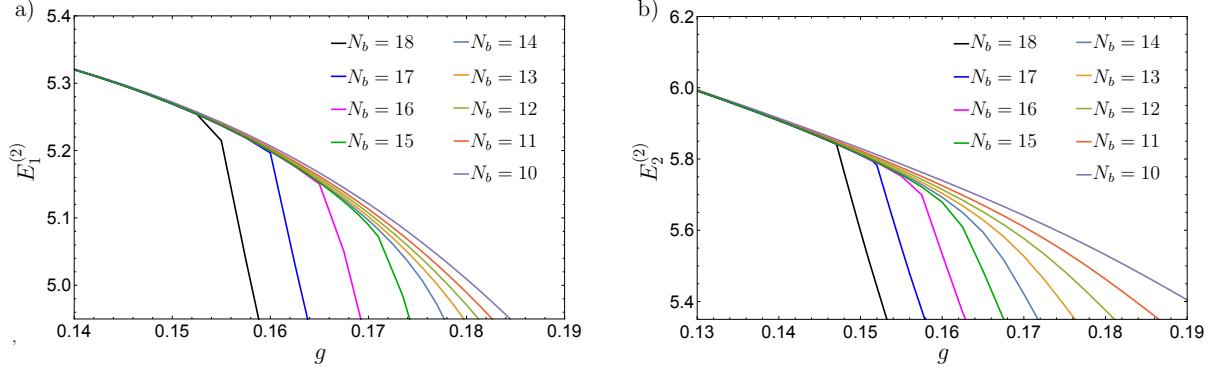 a)
5.4
5.3
5.2
5.1
5.0
E_1^{(2)}
N_b = 18
N_b = 17
N_b = 16
N_b = 15
N_b = 14
N_b = 13
N_b = 12
N_b = 11
N_b = 10
0.14 0.15 0.16 0.17 0.18 0.19
g
,
b)
6.2
6.0
5.8
5.6
5.4
E_2^{(2)}
N_b = 18
N_b = 17
N_b = 16
N_b = 15
N_b = 14
N_b = 13
N_b = 12
N_b = 11
N_b = 10
0.13 0.14 0.15 0.16 0.17 0.18 0.19
g